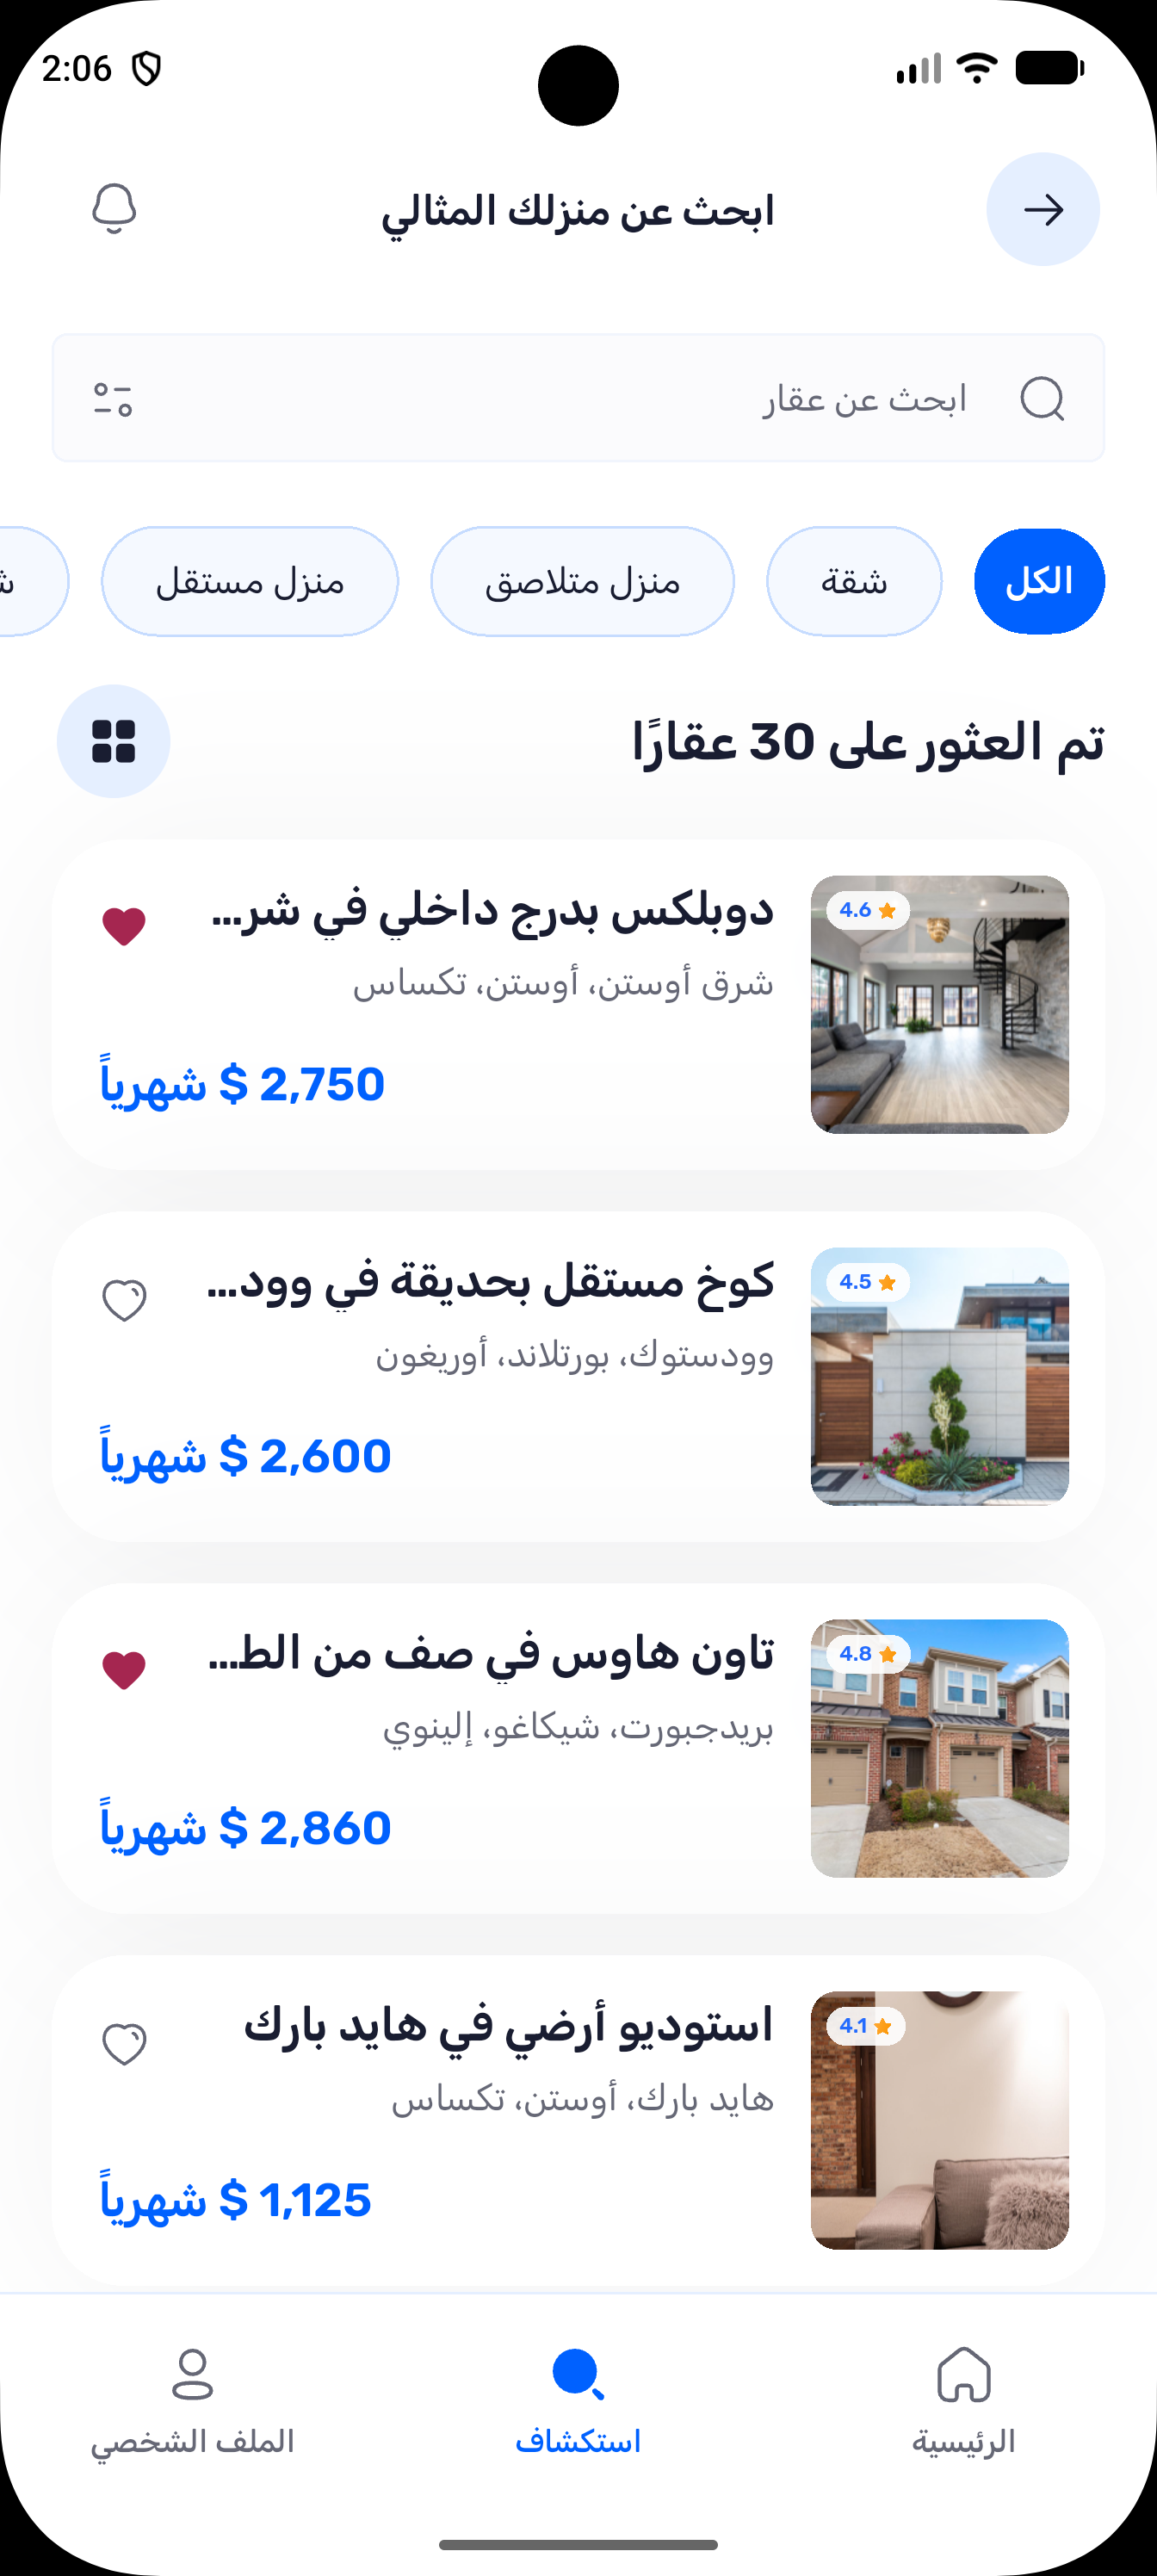 2:06
ابحث عن منزلك المثالي
ابحث عن عقار
الكل
شقة
منزل متلاصق
منزل مستقل
تم العثور على 30 عقارًا
4.6
دوبلكس بدرج داخلي في شر...
شرق أوستن، أوستن، تكساس
2,750 $ شهرياً
4.5
كوخ مستقل بحديقة في وود...
وودستوك، بورتلاند، أوريغون
2,600 $ شهرياً
4.8
تاون هاوس في صف من الط...
بريدجبورت، شيكاغو، إلينوي
2,860 $ شهرياً
4.1
استوديو أرضي في هايد بارك
هايد بارك، أوستن، تكساس
1,125 $ شهرياً
الرئيسية
استكشاف
الملف الشخصي